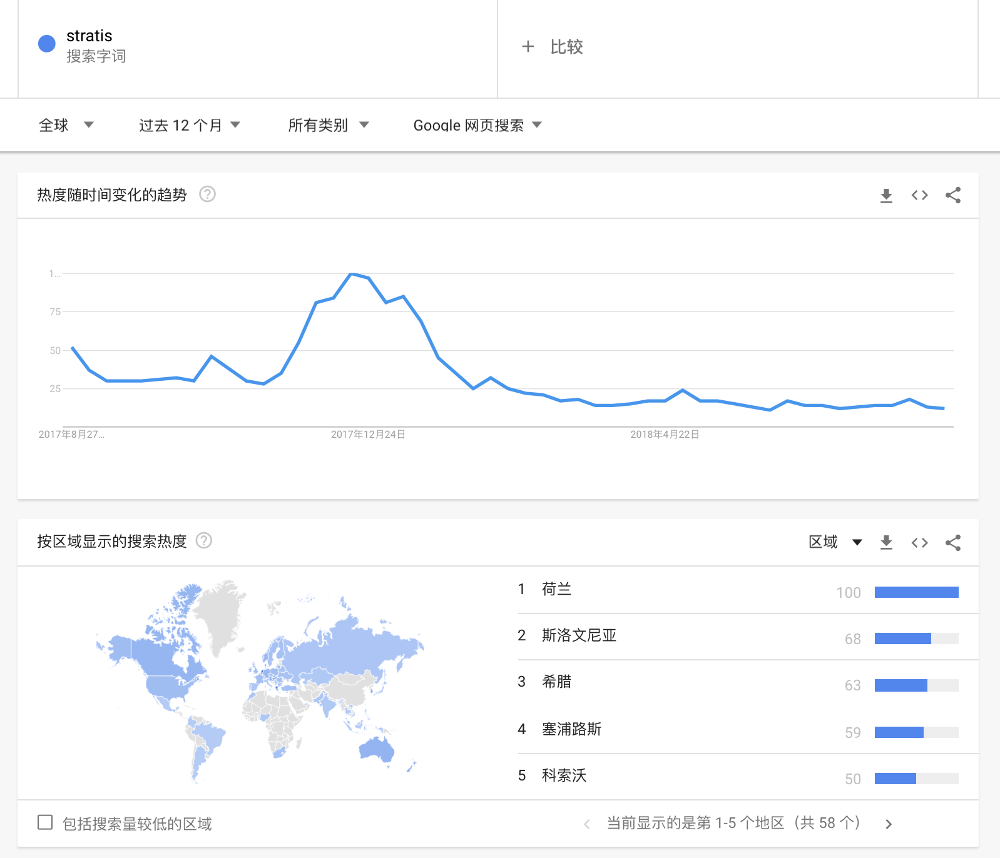 stratis
搜索字词
+ 比较
全球
过去 12 个月
所有类别
Google 网页搜索
热度随时间变化的趋势 ?
1...
75
50
25
2017年8月27...
2017年12月24日
2018年4月22日
按区域显示的搜索热度 ?
区域
1 荷兰 100
2 斯洛文尼亚 68
3 希腊 63
4 塞浦路斯 59
5 科索沃 50
包括搜索量较低的区域
当前显示的是第 1-5 个地区（共 58 个）